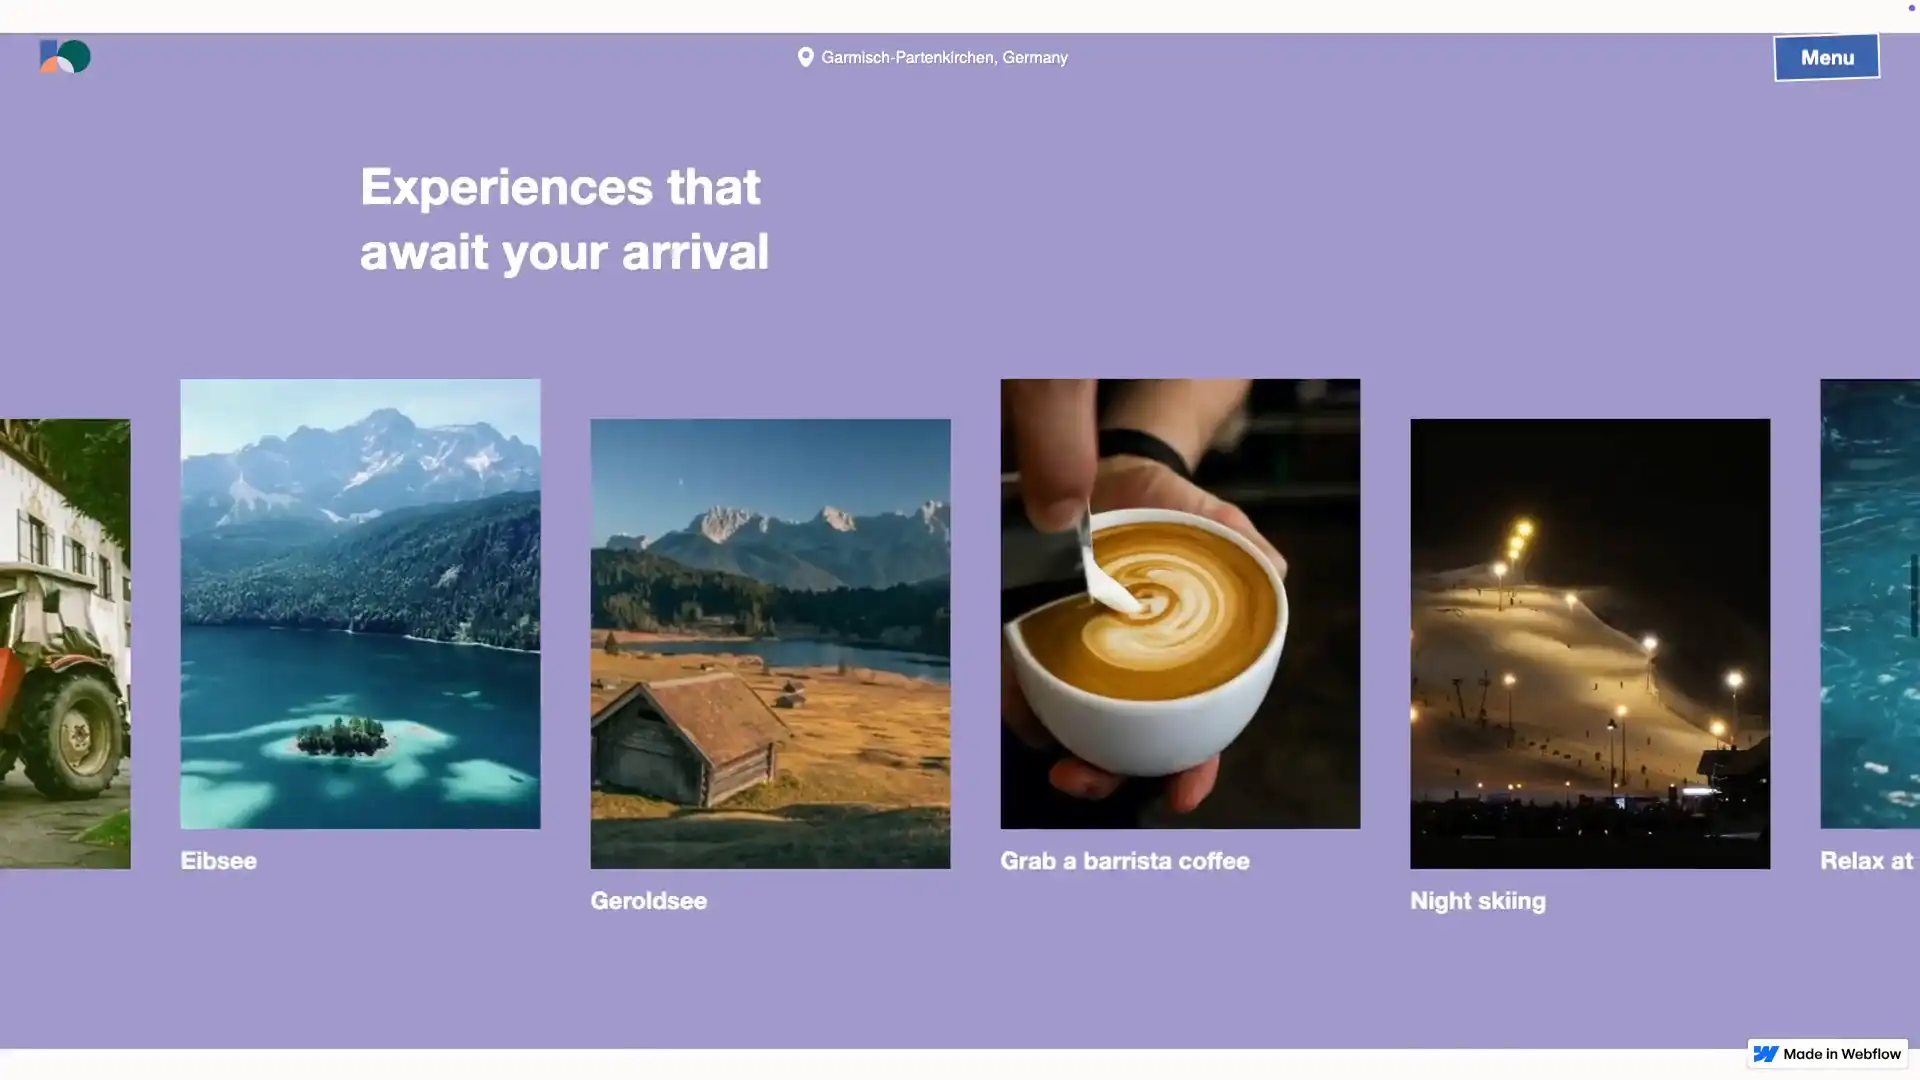 Garmisch-Partenkirchen, Germany
Menu
Experiences that
await your arrival
Eibsee
Geroldsee
Grab a barrista coffee
Night skiing
Relax at
Made in Webflow